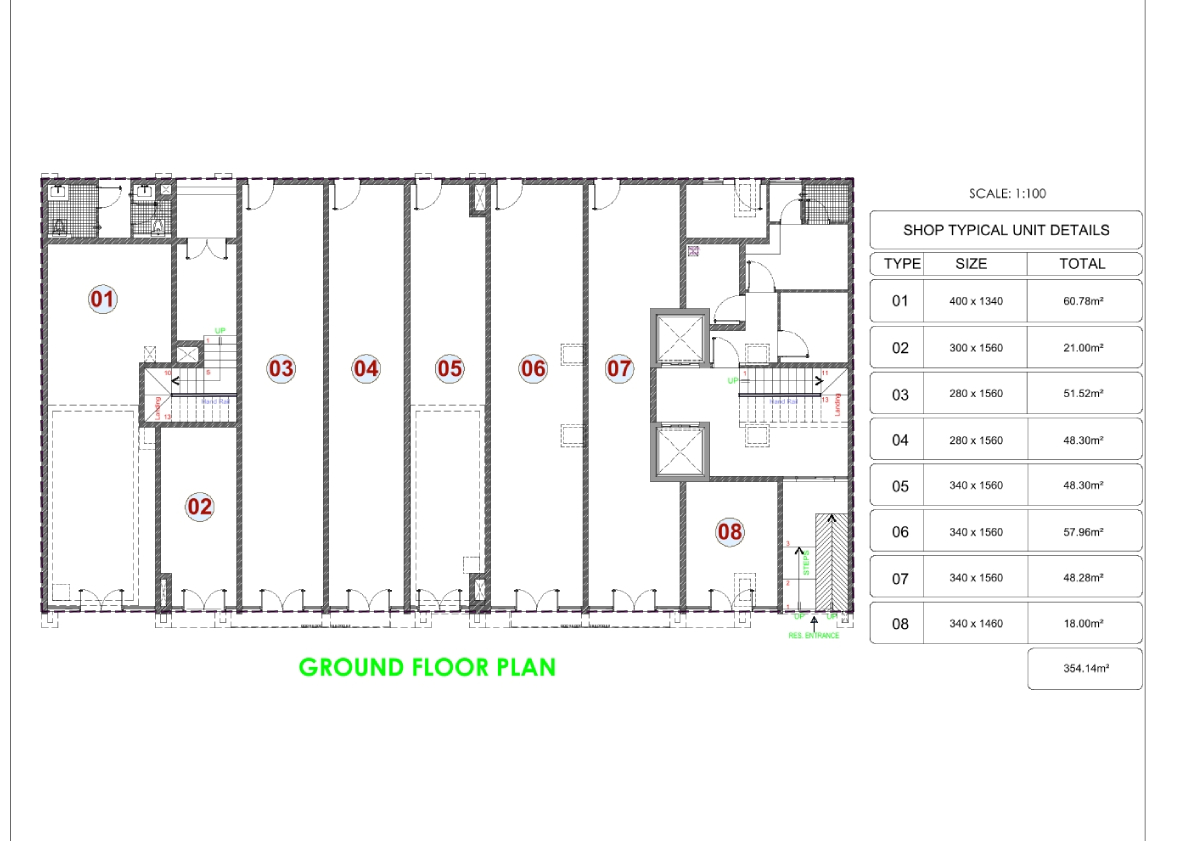 SCALE: 1:100
SHOP TYPICAL UNIT DETAILS
TYPE SIZE TOTAL
01 400 x 1340 60.78m²
02 300 x 1560 21.00m²
03 280 x 1560 51.52m²
04 280 x 1560 48.30m²
05 340 x 1560 48.30m²
06 340 x 1560 57.96m²
07 340 x 1560 48.28m²
08 340 x 1460 18.00m²
354.14m²
01
UP
1
5
10
Hand Rail
Landing
13
02
03
04
05
06
07
UP
1
11
Hand Rail
Landing
13
08
3
STEPS
2
1
UP
UP
RES. ENTRANCE
GROUND FLOOR PLAN